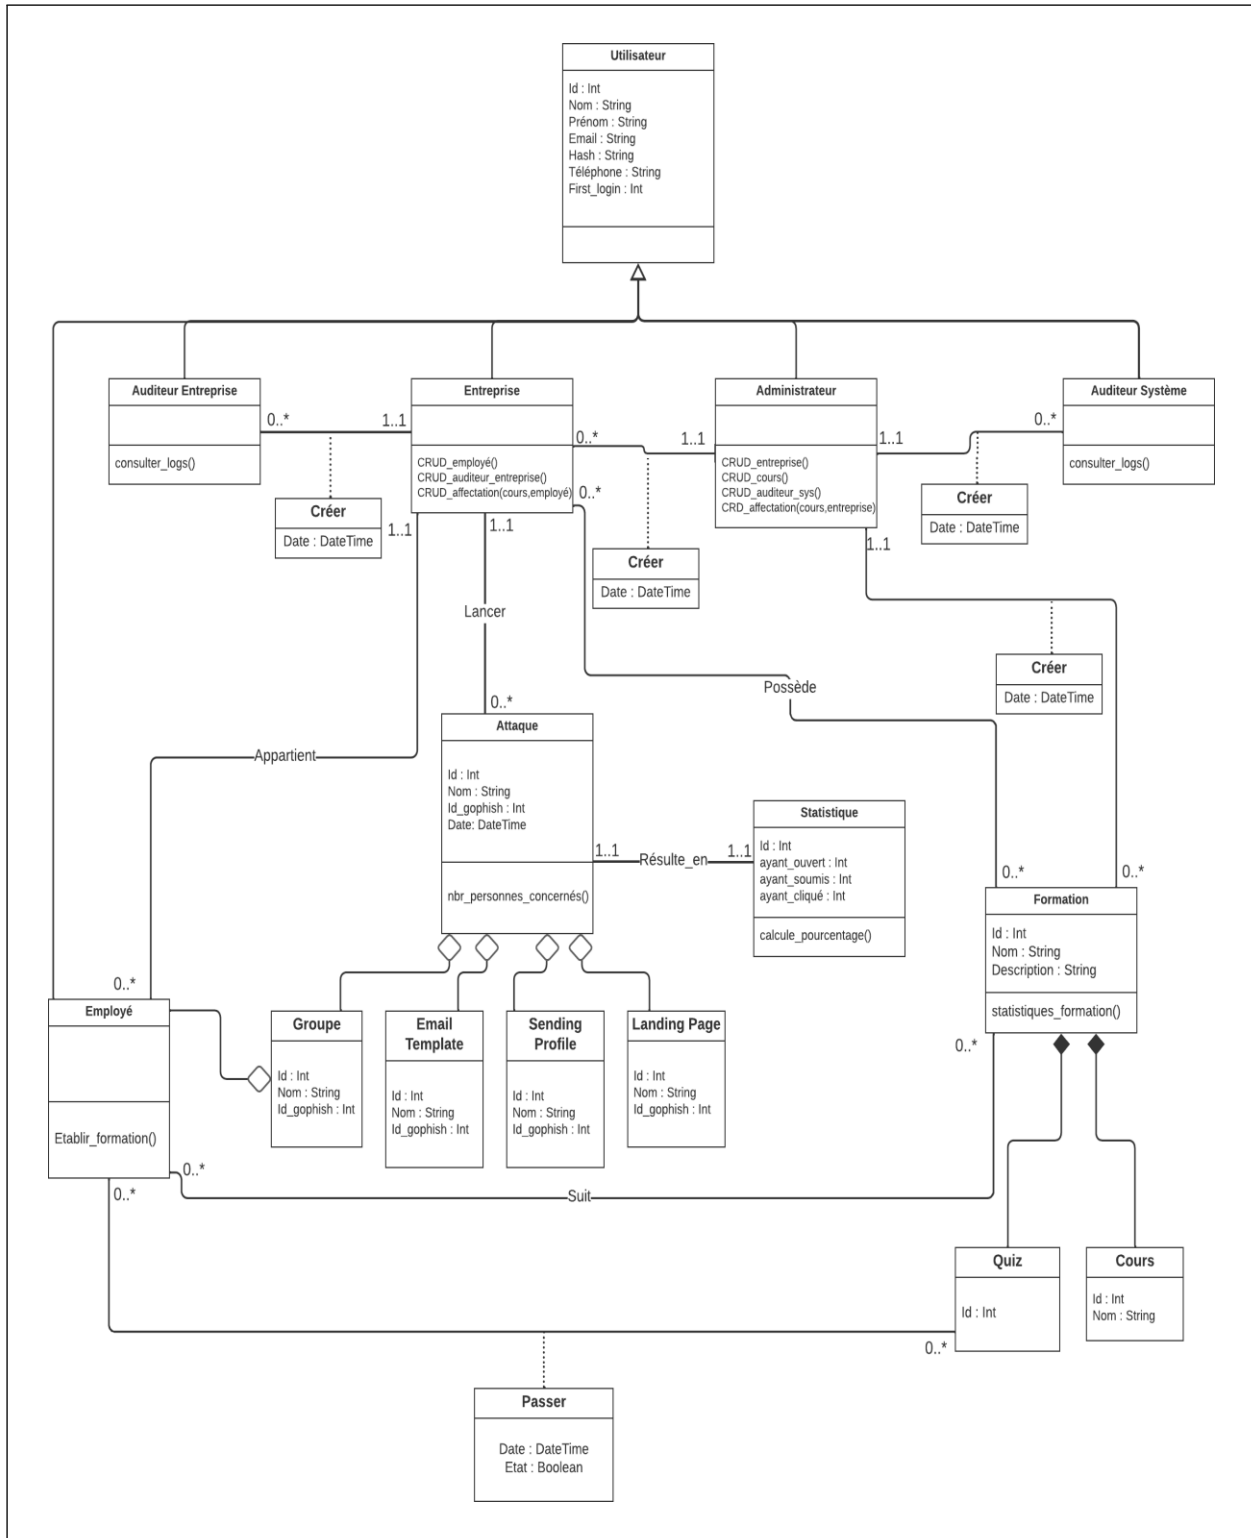 Utilisateur
Id : Int
Nom : String
Prénom : String
Email : String
Hash : String
Téléphone : String
First_login : Int
Auditeur Entreprise
consulter_logs()
0..*
1..1
Entreprise
CRUD_employé()
CRUD_auditeur_entreprise()
CRUD_affectation(cours,employé)
0..*
1..1
Administrateur
CRUD_entreprise()
CRUD_cours()
CRUD_auditeur_sys()
CRD_affectation(cours,entreprise)
1..1
0..*
Auditeur Système
consulter_logs()
Créer
Date : DateTime
1..1
1..1
0..*
Créer
Date : DateTime
1..1
Créer
Date : DateTime
Lancer
Créer
Date : DateTime
Possède
0..*
Appartient
Attaque
Id : Int
Nom : String
Id_gophish : Int
Date: DateTime
nbr_personnes_concernés()
1..1
Résulte_en
1..1
Statistique
Id : Int
ayant_ouvert : Int
ayant_soumis : Int
ayant_cliqué : Int
calcule_pourcentage()
0..*
0..*
Formation
Id : Int
Nom : String
Description : String
statistiques_formation()
0..*
0..*
Employé
Etablir_formation()
0..*
0..*
Groupe
Id : Int
Nom : String
Id_gophish : Int
Email
Template
Id : Int
Nom : String
Id_gophish : Int
Sending
Profile
Id : Int
Nom : String
Id_gophish : Int
Landing Page
Id : Int
Nom : String
Id_gophish : Int
Suit
Quiz
Id : Int
Cours
Id : Int
Nom : String
0..*
Passer
Date : DateTime
Etat : Boolean